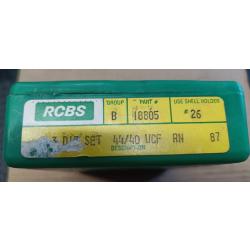 RCBS
GROUP PART # USE SHELL HOLDER
B 18805 # 26
3 DIE SET 44/40 WCF RN 87
DESCRIPTION